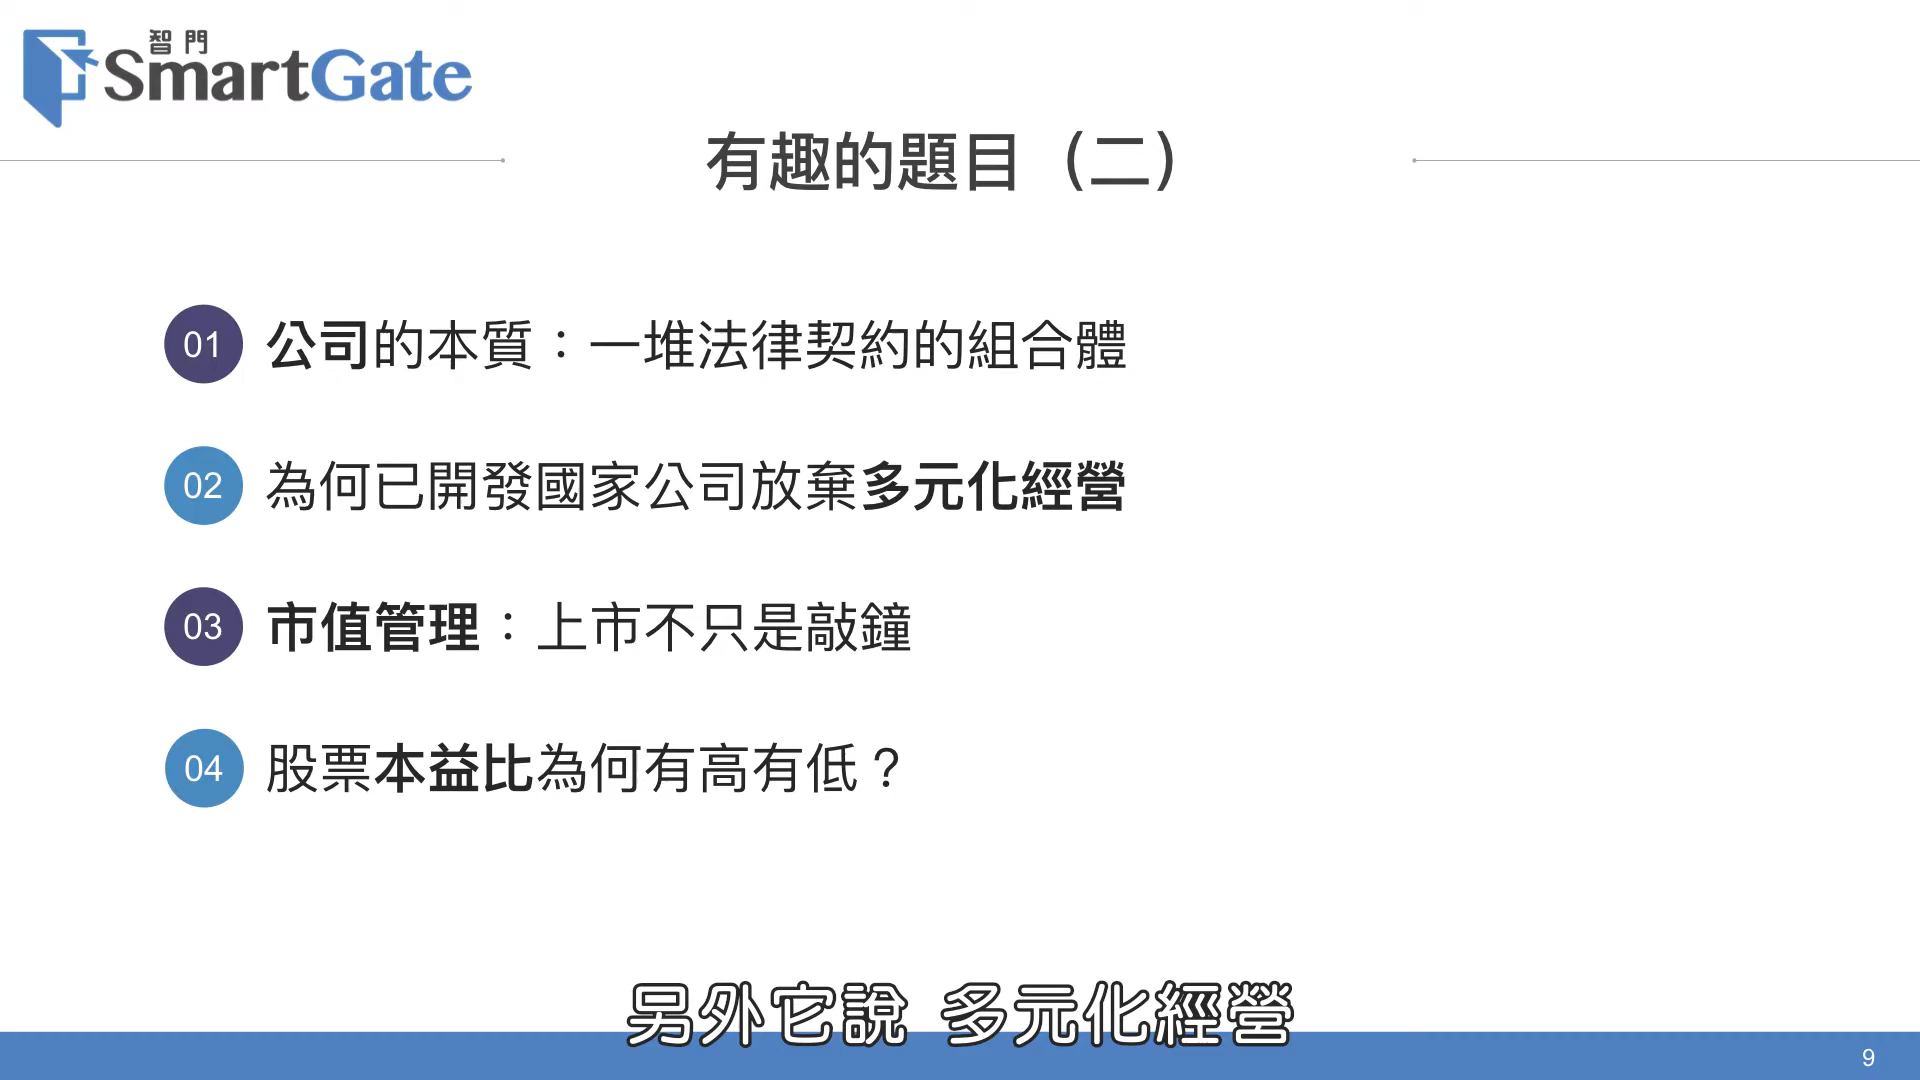 智門
SmartGate
有趣的題目（二）
01 公司的本質：一堆法律契約的組合體
02 為何已開發國家公司放棄多元化經營
03 市值管理：上市不只是敲鐘
04 股票本益比為何有高有低？
另外它說 多元化經營
9